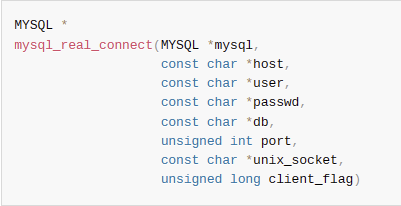 MYSQL *
mysql_real_connect(MYSQL *mysql,
const char *host,
const char *user,
const char *passwd,
const char *db,
unsigned int port,
const char *unix_socket,
unsigned long client_flag)